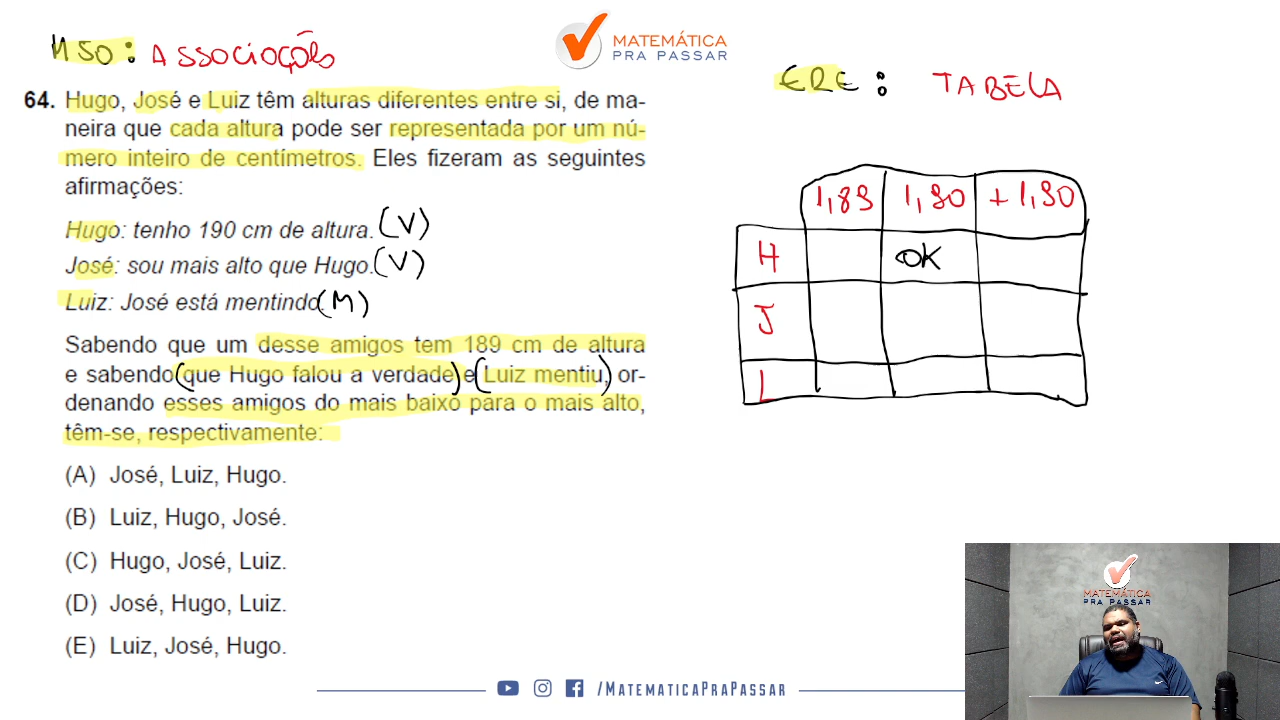 MSO: ASSOCIAÇÕES
MATEMÁTICA
PRA PASSAR
ERE: TABELA
64. Hugo, José e Luiz têm alturas diferentes entre si, de ma-
neira que cada altura pode ser representada por um nú-
mero inteiro de centímetros. Eles fizeram as seguintes
afirmações:
Hugo: tenho 190 cm de altura. (V)
José: sou mais alto que Hugo. (V)
Luiz: José está mentindo (M)
Sabendo que um desse amigos tem 189 cm de altura
e sabendo (que Hugo falou a verdade) e (Luiz mentiu,) or-
denando esses amigos do mais baixo para o mais alto,
têm-se, respectivamente:
(A) José, Luiz, Hugo.
(B) Luiz, Hugo, José.
(C) Hugo, José, Luiz.
(D) José, Hugo, Luiz.
(E) Luiz, José, Hugo.
1,89 1,90 +1,90
H OK
J
L
MATEMÁTICA
PRA PASSAR
/MATEMATICAPRAPASSAR